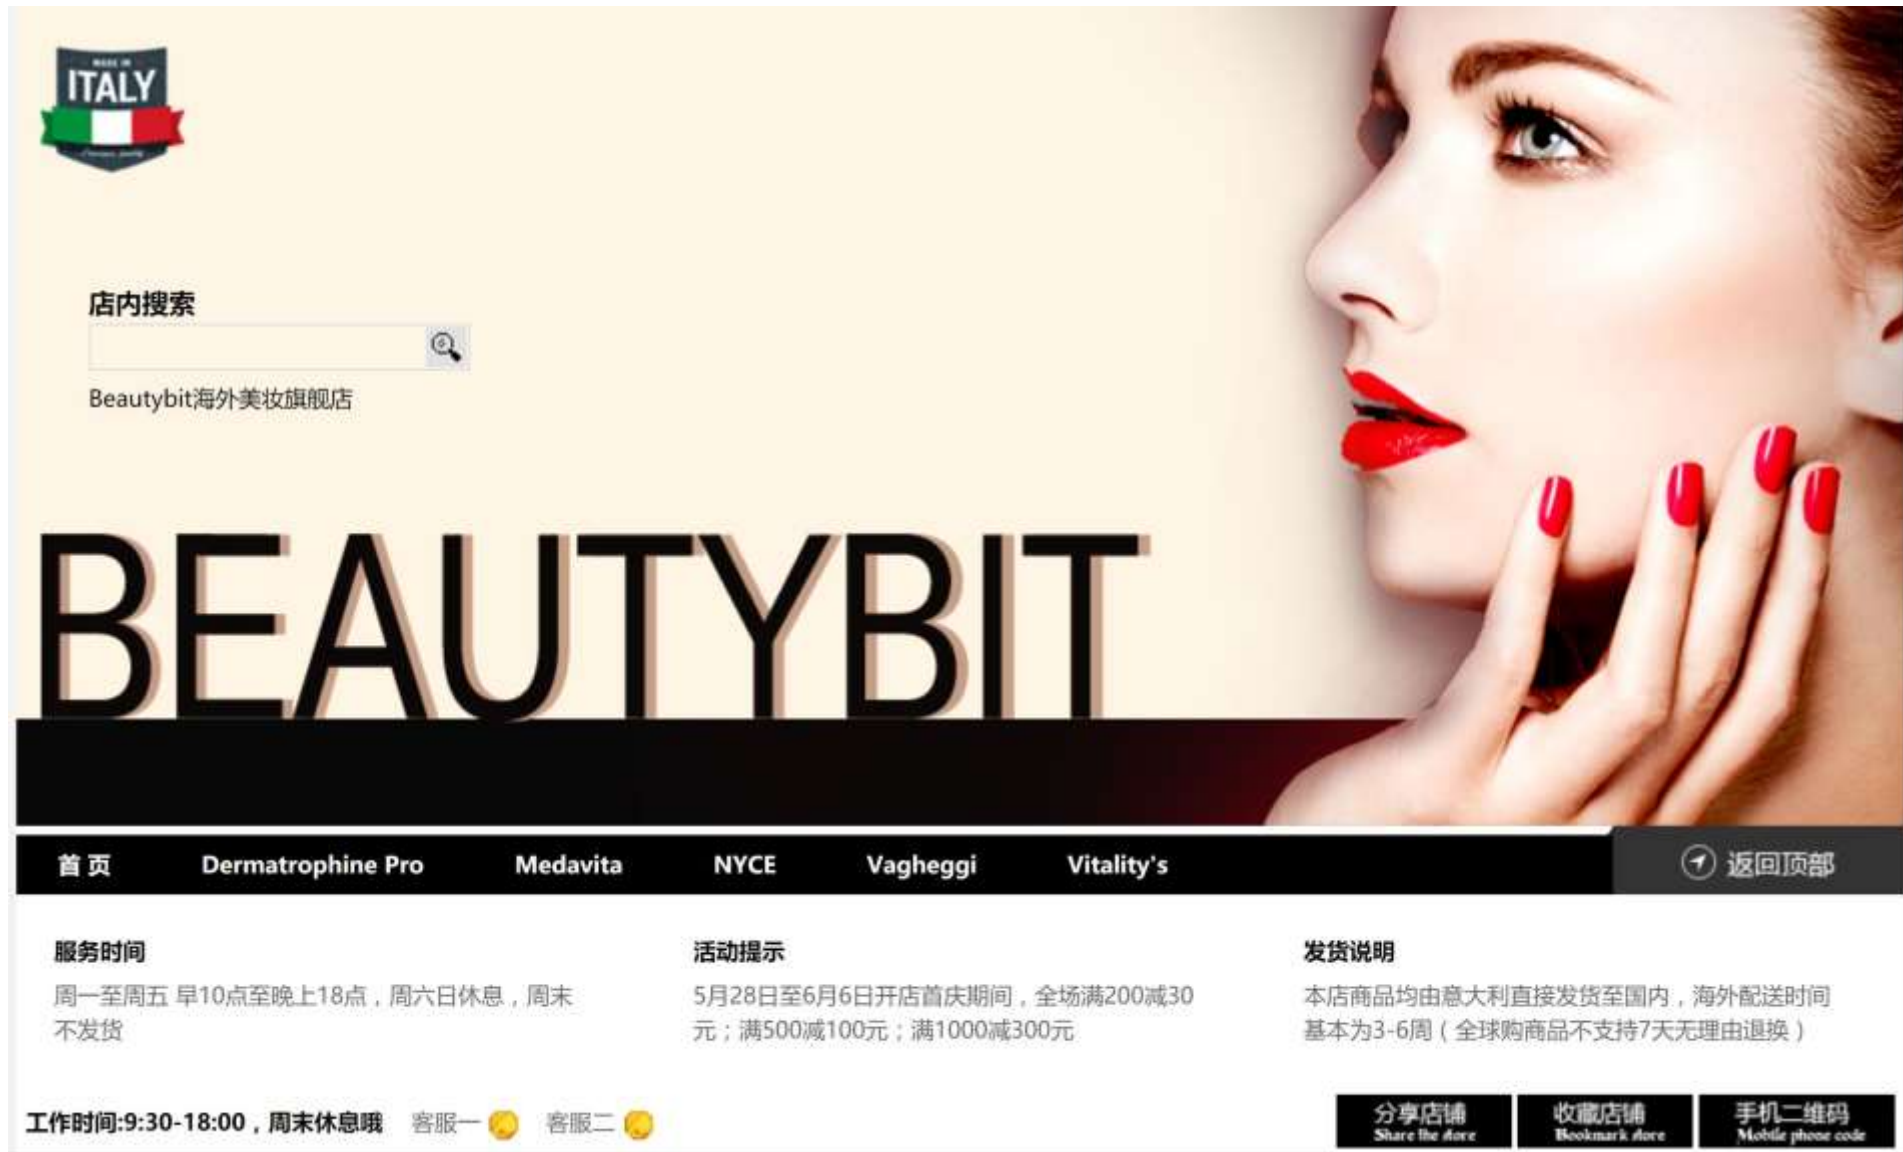 MADE IN
ITALY
店内搜索
Beautybit海外美妆旗舰店
BEAUTYBIT
首 页 Dermatrophine Pro Medavita NYCE Vagheggi Vitality's 返回顶部
服务时间
周一至周五 早10点至晚上18点，周六日休息，周末
不发货
活动提示
5月28日至6月6日开店首庆期间，全场满200减30
元；满500减100元；满1000减300元
发货说明
本店商品均由意大利直接发货至国内，海外配送时间
基本为3-6周（全球购商品不支持7天无理由退换）
工作时间:9:30-18:00，周末休息哦 客服一 客服二
分享店铺
Share the store
收藏店铺
Bookmark store
手机二维码
Mobile phone code